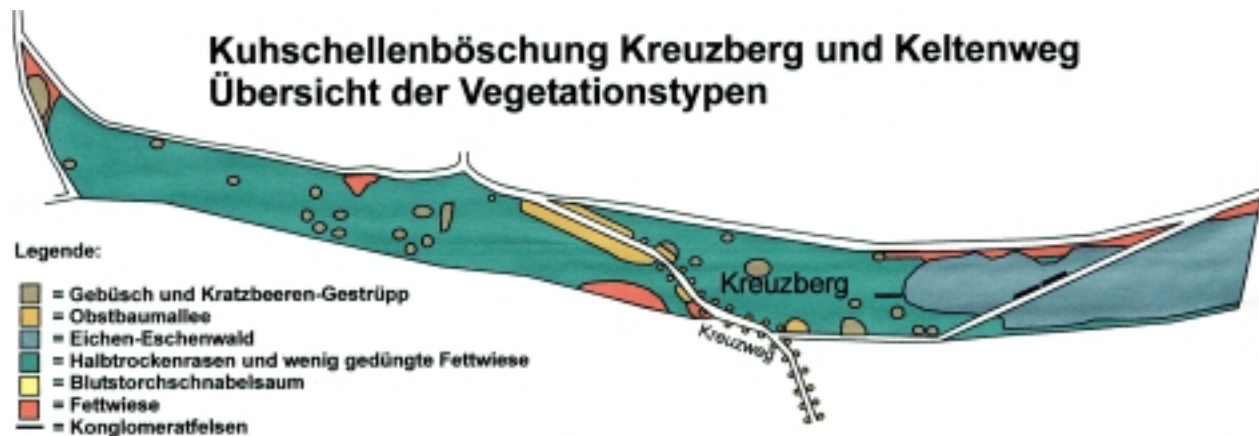 Kuhschellenböschung Kreuzberg und Keltenweg
Übersicht der Vegetationstypen
Kreuzberg
Kreuzweg
Legende:
= Gebüsch und Kratzbeeren-Gestrüpp
= Obstbaumallee
= Eichen-Eschenwald
= Halbtrockenrasen und wenig gedüngte Fettwiese
= Blutstorchschnabelsaum
= Fettwiese
= Konglomeratfelsen